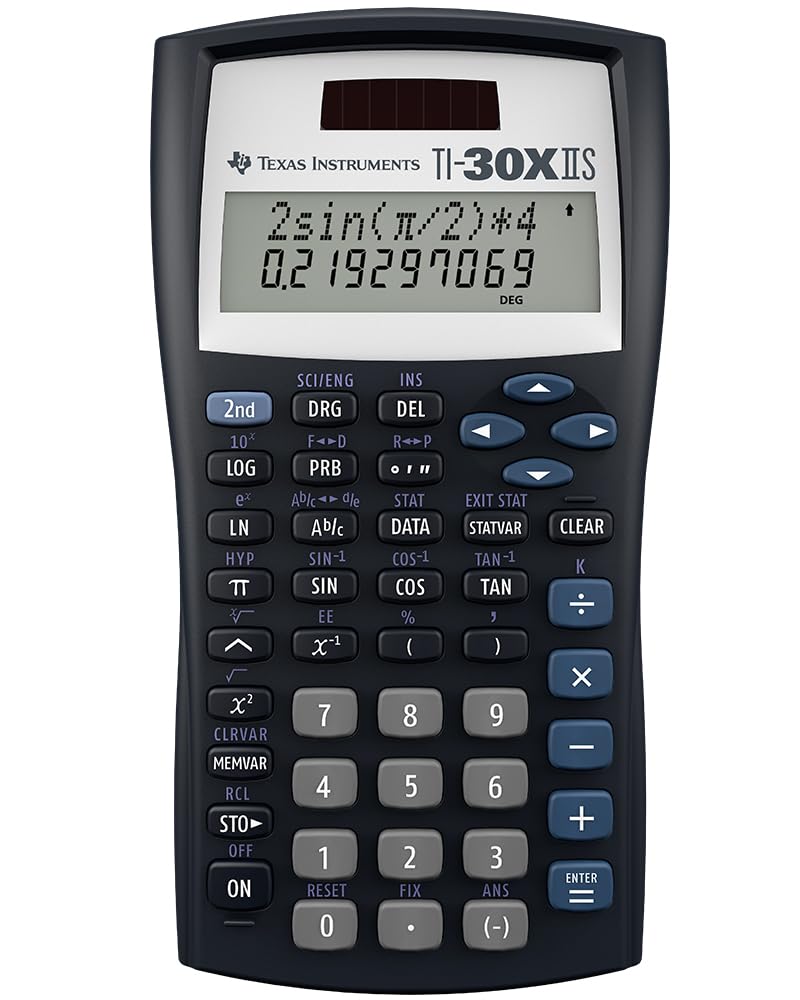 TEXAS INSTRUMENTS TI-30XIIS
2sin(π/2)*4
0.219297069
DEG
SCI/ENG INS
2nd DRG DEL
10ˣ F◄►D R◄►P
LOG PRB ° ′ ″
eˣ Ab/c◄►d/e STAT EXIT STAT
LN Ab/c DATA STATVAR CLEAR
HYP SIN⁻¹ COS⁻¹ TAN⁻¹ K
π SIN COS TAN ÷
ˣ√ EE % ,
^ x⁻¹ ( )
√
x² 7 8 9 ×
CLRVAR
MEMVAR 4 5 6 −
RCL
STO► 1 2 3 +
OFF
ON ENTER =
RESET FIX ANS
0 . (-)